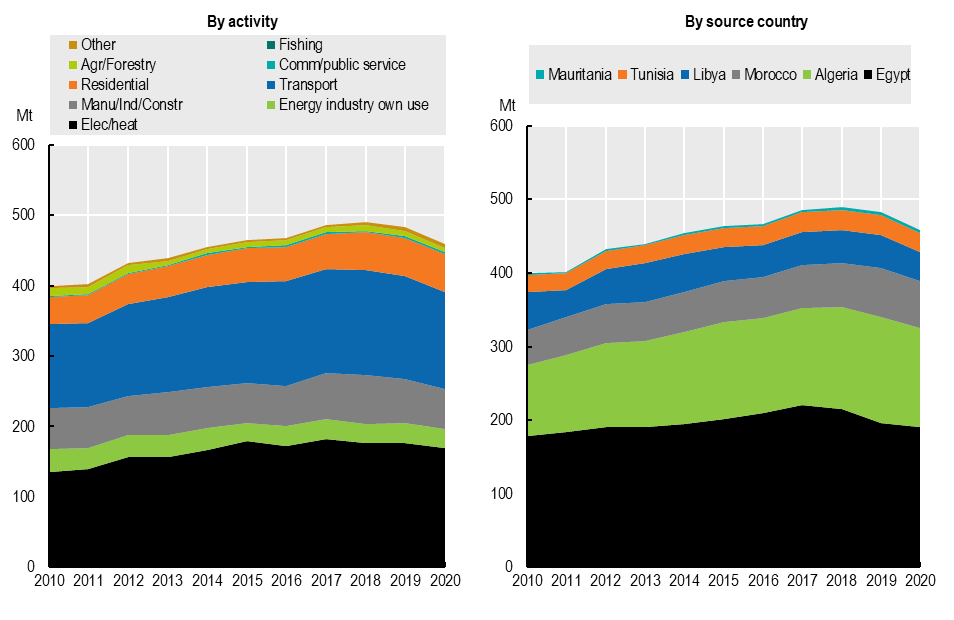 By activity
Other Fishing
Agr/Forestry Comm/public service
Residential Transport
Manu/Ind/Constr Energy industry own use
Elec/heat
Mt
600
500
400
300
200
100
0
2010 2011 2012 2013 2014 2015 2016 2017 2018 2019 2020
By source country
Mauritania Tunisia Libya Morocco Algeria Egypt
Mt
600
500
400
300
200
100
0
2010 2011 2012 2013 2014 2015 2016 2017 2018 2019 2020